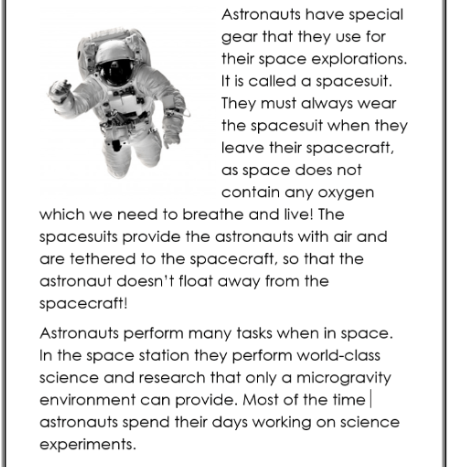 Astronauts have special
gear that they use for
their space explorations.
It is called a spacesuit.
They must always wear
the spacesuit when they
leave their spacecraft,
as space does not
contain any oxygen
which we need to breathe and live! The
spacesuits provide the astronauts with air and
are tethered to the spacecraft, so that the
astronaut doesn't float away from the
spacecraft!
Astronauts perform many tasks when in space.
In the space station they perform world-class
science and research that only a microgravity
environment can provide. Most of the time
astronauts spend their days working on science
experiments.